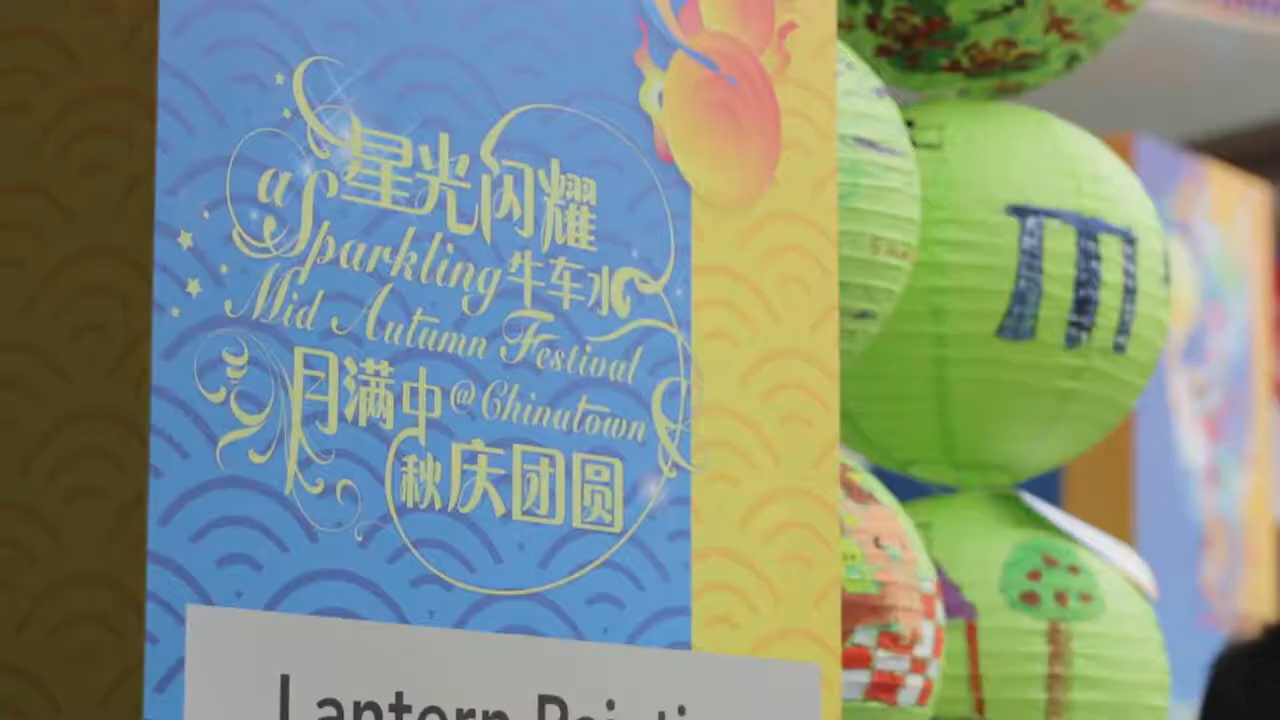 星光闪耀
a Sparkling 牛车水
Mid Autumn Festival
月满中 @Chinatown
秋庆团圆
Lantern